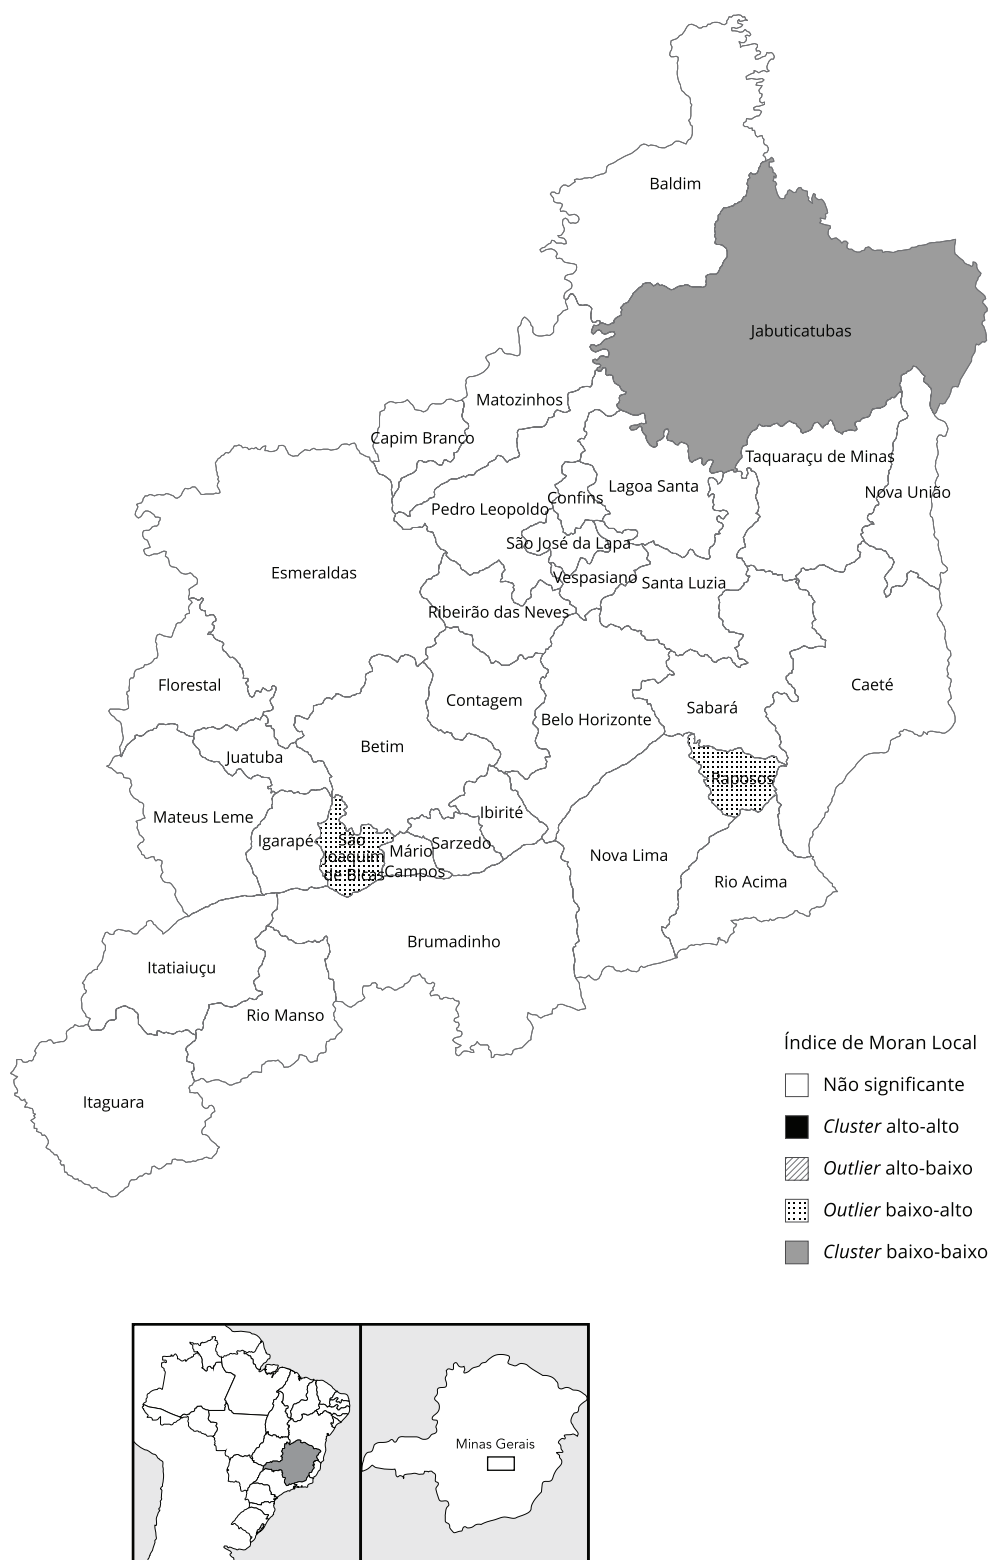 Baldim
Jabuticatubas
Matozinhos
Capim Branco
Taquaraçu de Minas
Lagoa Santa
Nova União
Confins
Pedro Leopoldo
São José da Lapa
Esmeraldas
Vespasiano
Santa Luzia
Ribeirão das Neves
Florestal
Caeté
Contagem
Sabará
Belo Horizonte
Betim
Juatuba
Raposos
Ibirité
Mateus Leme
Igarapé
São
Joaquim
de Bicas
Sarzedo
Mário
Campos
Nova Lima
Rio Acima
Brumadinho
Itatiaiuçu
Rio Manso
Itaguara
Índice de Moran Local
Não significante
Cluster alto-alto
Outlier alto-baixo
Outlier baixo-alto
Cluster baixo-baixo
Minas Gerais